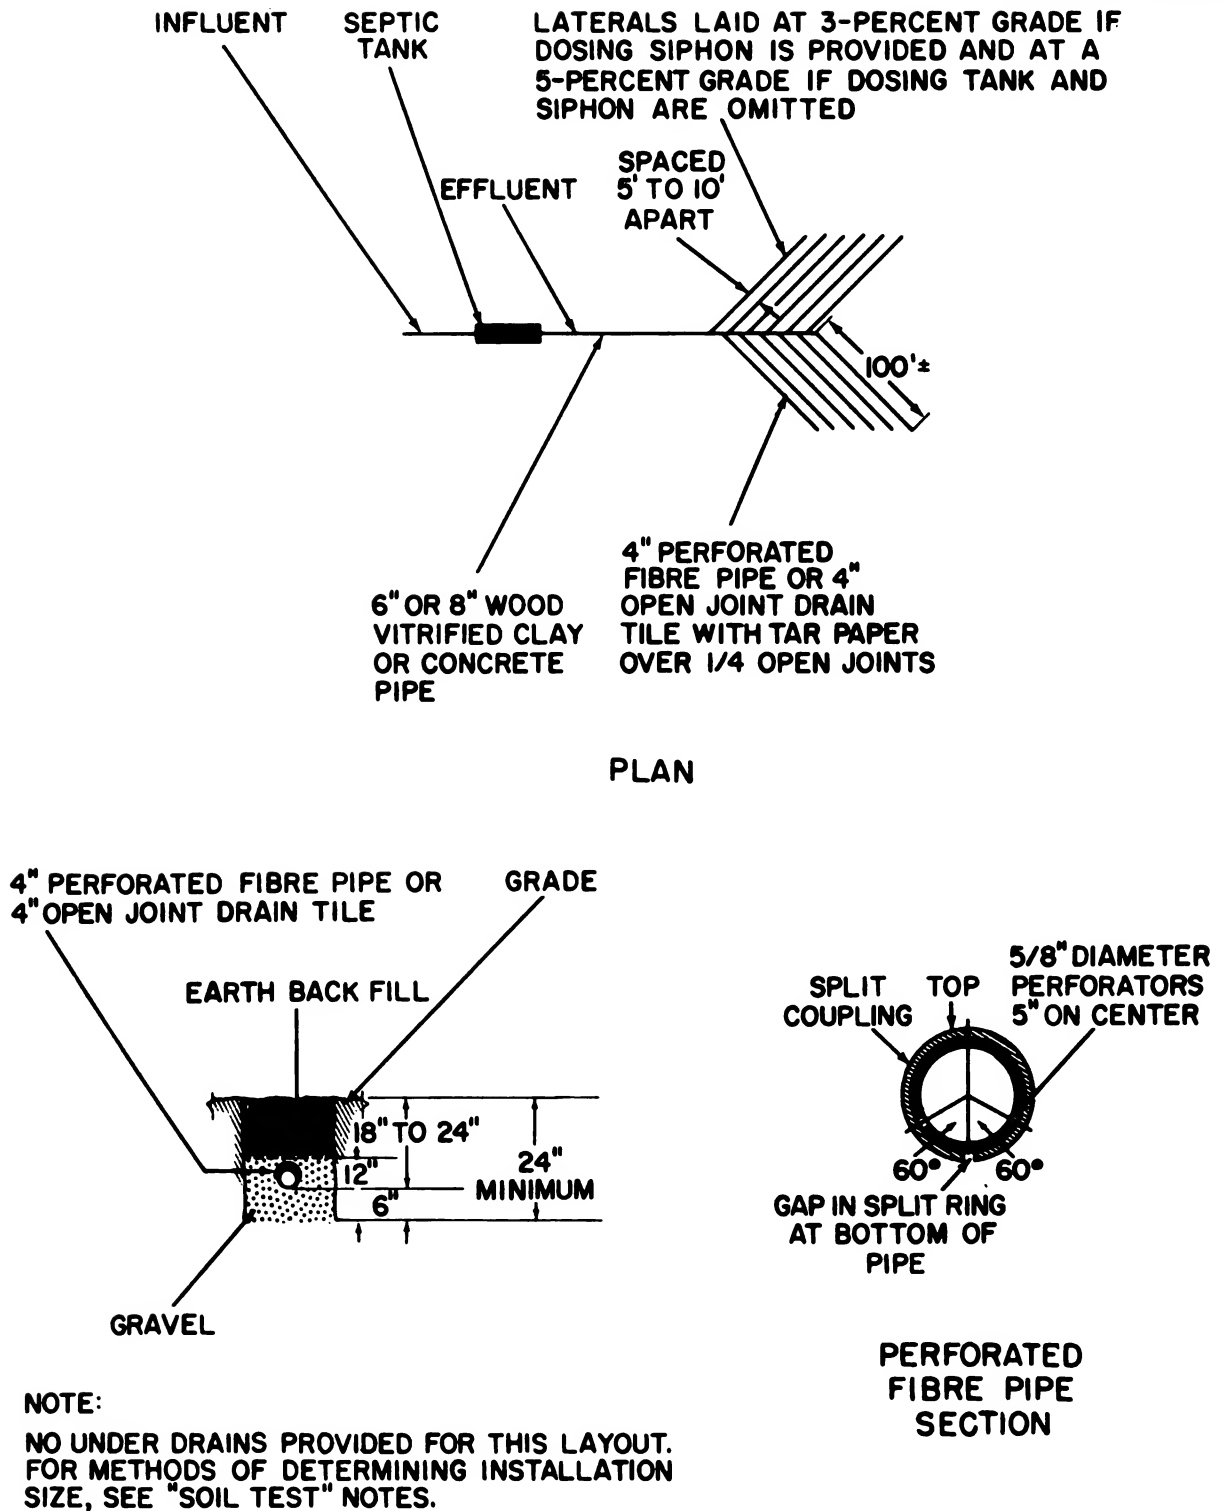 INFLUENT
SEPTIC
TANK
LATERALS LAID AT 3-PERCENT GRADE IF
DOSING SIPHON IS PROVIDED AND AT A
5-PERCENT GRADE IF DOSING TANK AND
SIPHON ARE OMITTED
SPACED
5' TO 10'
APART
EFFLUENT
100'±
4" PERFORATED
FIBRE PIPE OR 4"
OPEN JOINT DRAIN
TILE WITH TAR PAPER
OVER 1/4 OPEN JOINTS
6" OR 8" WOOD
VITRIFIED CLAY
OR CONCRETE
PIPE
PLAN
4" PERFORATED FIBRE PIPE OR
4" OPEN JOINT DRAIN TILE
GRADE
EARTH BACK FILL
18" TO 24"
12"
6"
24"
MINIMUM
GRAVEL
SPLIT
COUPLING
TOP
5/8" DIAMETER
PERFORATORS
5" ON CENTER
60°
60°
GAP IN SPLIT RING
AT BOTTOM OF
PIPE
PERFORATED
FIBRE PIPE
SECTION
NOTE:
NO UNDER DRAINS PROVIDED FOR THIS LAYOUT.
FOR METHODS OF DETERMINING INSTALLATION
SIZE, SEE "SOIL TEST" NOTES.